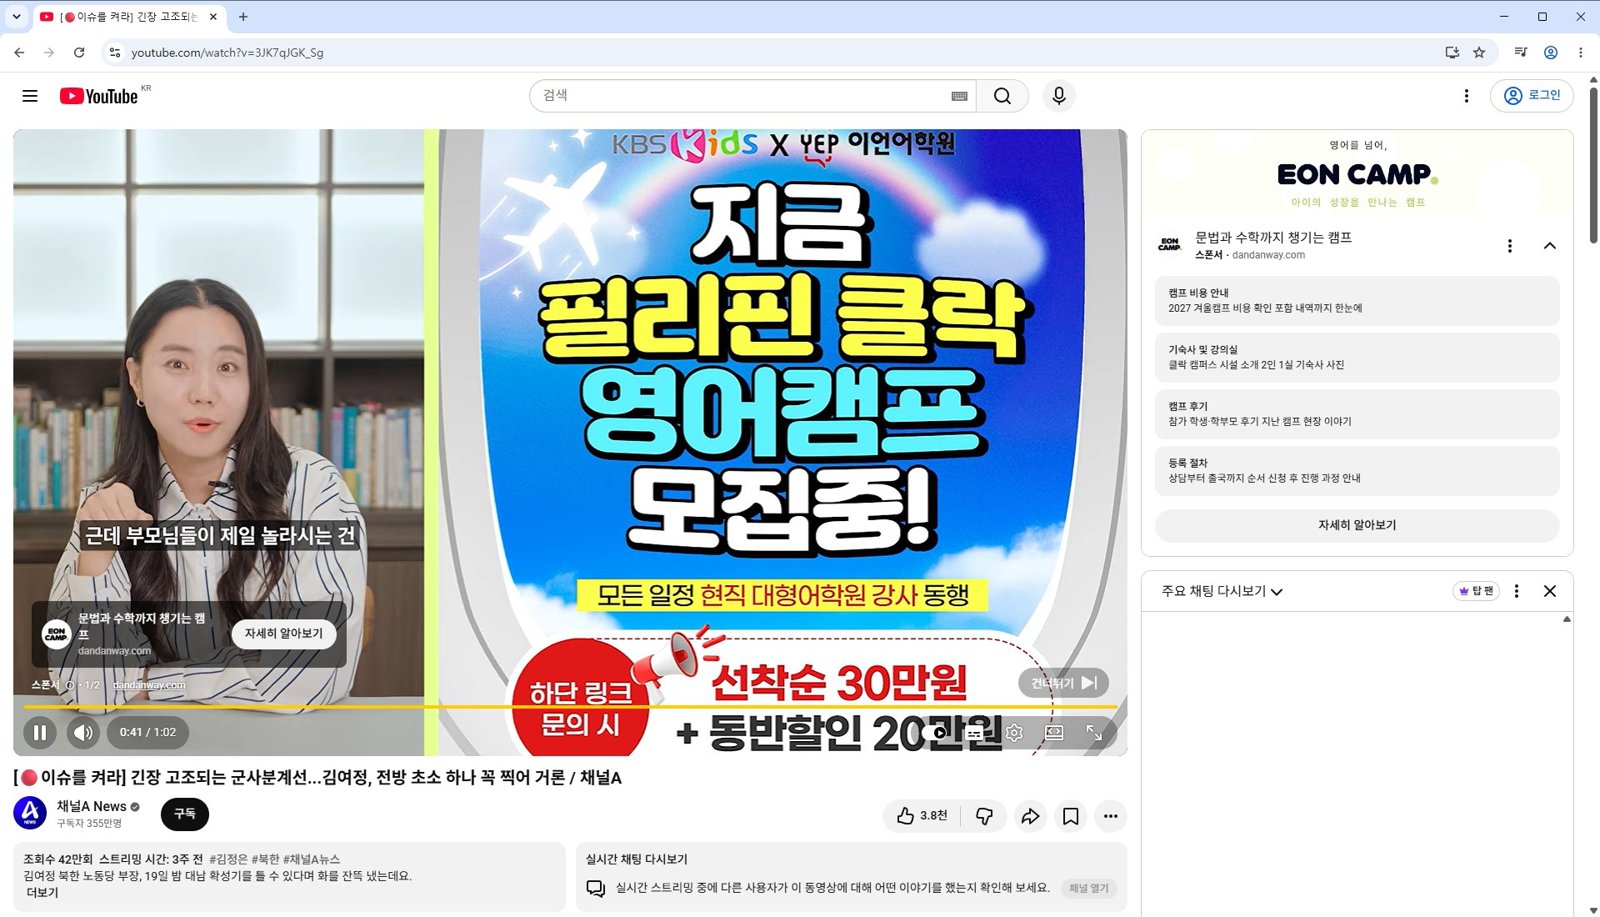 [🔴이슈를 켜라] 긴장 고조되는
youtube.com/watch?v=3JK7qJGK_Sg
YouTube KR
검색
로그인
KBS Kids X YEP 이언어학원
지금
필리핀 클락
영어캠프
모집중!
모든 일정 현직 대형어학원 강사 동행
하단 링크
문의 시
선착순 30만원
+ 동반할인 20만원
근데 부모님들이 제일 놀라시는 건
EON CAMP.
문법과 수학까지 챙기는 캠
프
dandanway.com
자세히 알아보기
스폰서 · 1/2 dandanway.com
건너뛰기
0:41 / 1:02
[🔴이슈를 켜라] 긴장 고조되는 군사분계선...김여정, 전방 초소 하나 꼭 찍어 거론 / 채널A
A NEWS
채널A News
구독자 355만명
구독
3.8천
조회수 42만회 스트리밍 시간: 3주 전 #김정은 #북한 #채널A뉴스
김여정 북한 노동당 부장, 19일 밤 대남 확성기를 틀 수 있다며 화를 잔뜩 냈는데요.
더보기
실시간 채팅 다시보기
실시간 스트리밍 중에 다른 사용자가 이 동영상에 대해 어떤 이야기를 했는지 확인해 보세요.
패널 열기
영어를 넘어,
EON CAMP.
아이의 성장을 만나는 캠프
EON CAMP.
문법과 수학까지 챙기는 캠프
스폰서 · dandanway.com
캠프 비용 안내
2027 겨울캠프 비용 확인 포함 내역까지 한눈에
기숙사 및 강의실
클락 캠퍼스 시설 소개 2인 1실 기숙사 사진
캠프 후기
참가 학생·학부모 후기 지난 캠프 현장 이야기
등록 절차
상담부터 출국까지 순서 신청 후 진행 과정 안내
자세히 알아보기
주요 채팅 다시보기
탑 팬